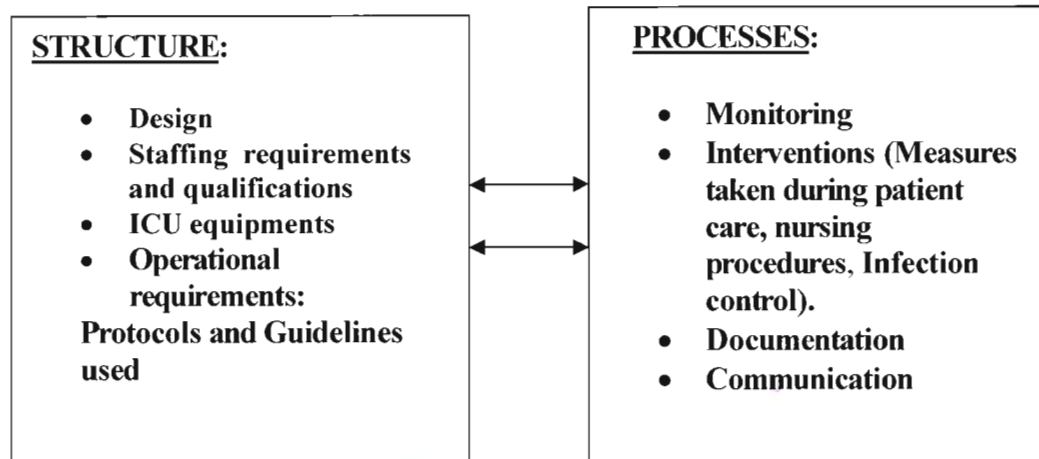 STRUCTURE:
• Design
• Staffing requirements
and qualifications
• ICU equipments
• Operational
requirements:
Protocols and Guidelines
used
PROCESSES:
• Monitoring
• Interventions (Measures
taken during patient
care, nursing
procedures, Infection
control).
• Documentation
• Communication